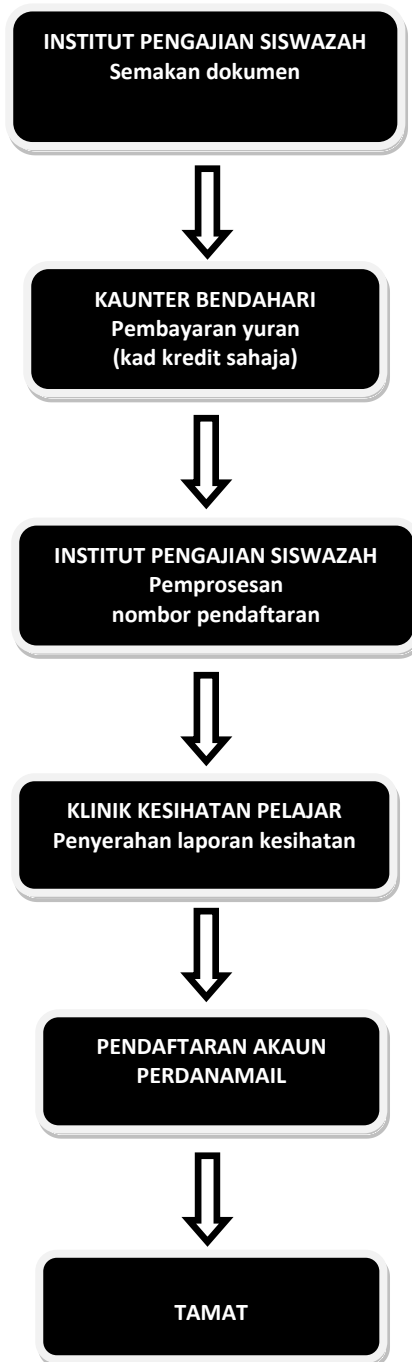 INSTITUT PENGAJIAN SISWAZAH
Semakan dokumen
KAUNTER BENDAHARI
Pembayaran yuran
(kad kredit sahaja)
INSTITUT PENGAJIAN SISWAZAH
Pemprosesan
nombor pendaftaran
KLINIK KESIHATAN PELAJAR
Penyerahan laporan kesihatan
PENDAFTARAN AKAUN
PERDANAMAIL
TAMAT